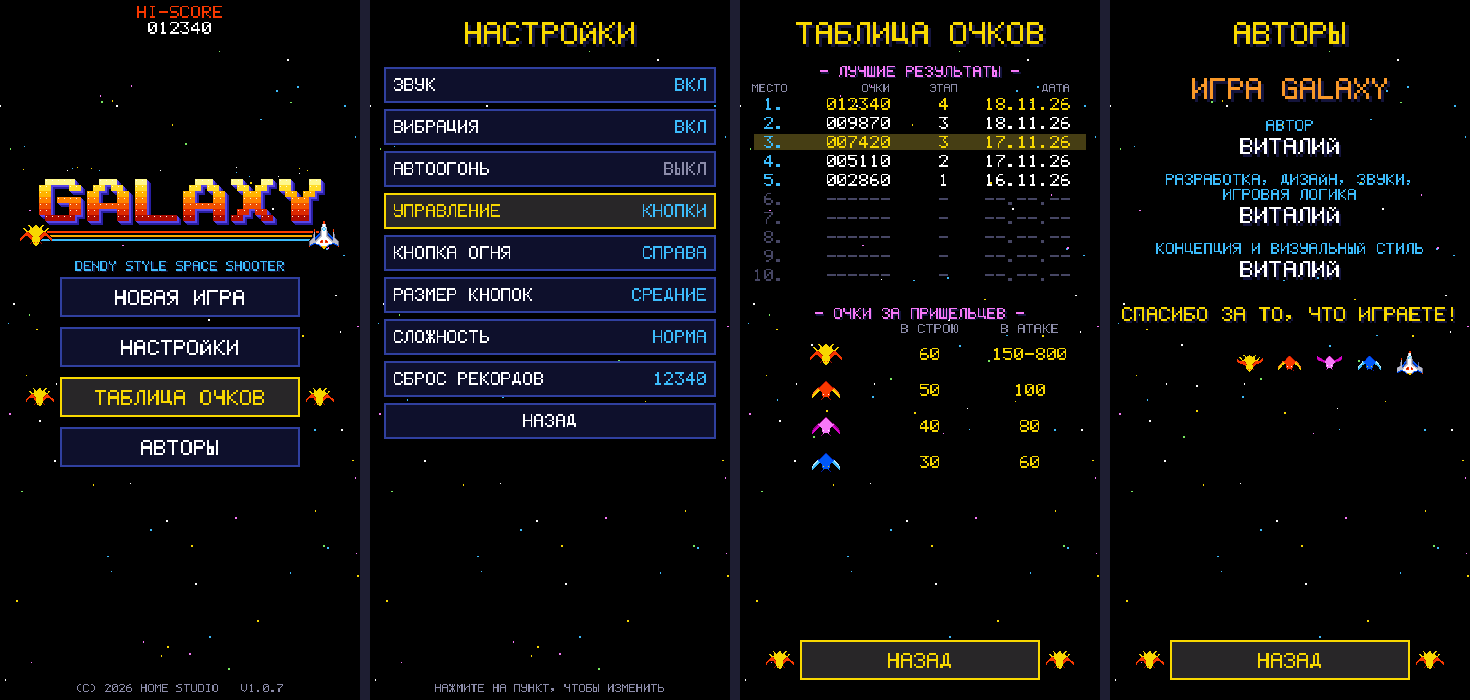 HI-SCORE
012340
GALAXY
DENDY STYLE SPACE SHOOTER
НОВАЯ ИГРА
НАСТРОЙКИ
ТАБЛИЦА ОЧКОВ
АВТОРЫ
(C) 2026 HOME STUDIO V1.0.7
НАСТРОЙКИ
ЗВУК ВКЛ
ВИБРАЦИЯ ВКЛ
АВТООГОНЬ ВЫКЛ
УПРАВЛЕНИЕ КНОПКИ
КНОПКА ОГНЯ СПРАВА
РАЗМЕР КНОПОК СРЕДНИЕ
СЛОЖНОСТЬ НОРМА
СБРОС РЕКОРДОВ 12340
НАЗАД
НАЖМИТЕ НА ПУНКТ, ЧТОБЫ ИЗМЕНИТЬ
ТАБЛИЦА ОЧКОВ
- ЛУЧШИЕ РЕЗУЛЬТАТЫ -
МЕСТО ОЧКИ ЭТАП ДАТА
1. 012340 4 18.11.26
2. 009870 3 18.11.26
3. 007420 3 17.11.26
4. 005110 2 17.11.26
5. 002860 1 16.11.26
6. ------ - --.--.--
7. ------ - --.--.--
8. ------ - --.--.--
9. ------ - --.--.--
10. ------ - --.--.--
- ОЧКИ ЗА ПРИШЕЛЬЦЕВ -
В СТРОЮ В АТАКЕ
60 150-800
50 100
40 80
30 60
НАЗАД
АВТОРЫ
ИГРА GALAXY
АВТОР
ВИТАЛИЙ
РАЗРАБОТКА, ДИЗАЙН, ЗВУКИ,
ИГРОВАЯ ЛОГИКА
ВИТАЛИЙ
КОНЦЕПЦИЯ И ВИЗУАЛЬНЫЙ СТИЛЬ
ВИТАЛИЙ
СПАСИБО ЗА ТО, ЧТО ИГРАЕТЕ!
НАЗАД